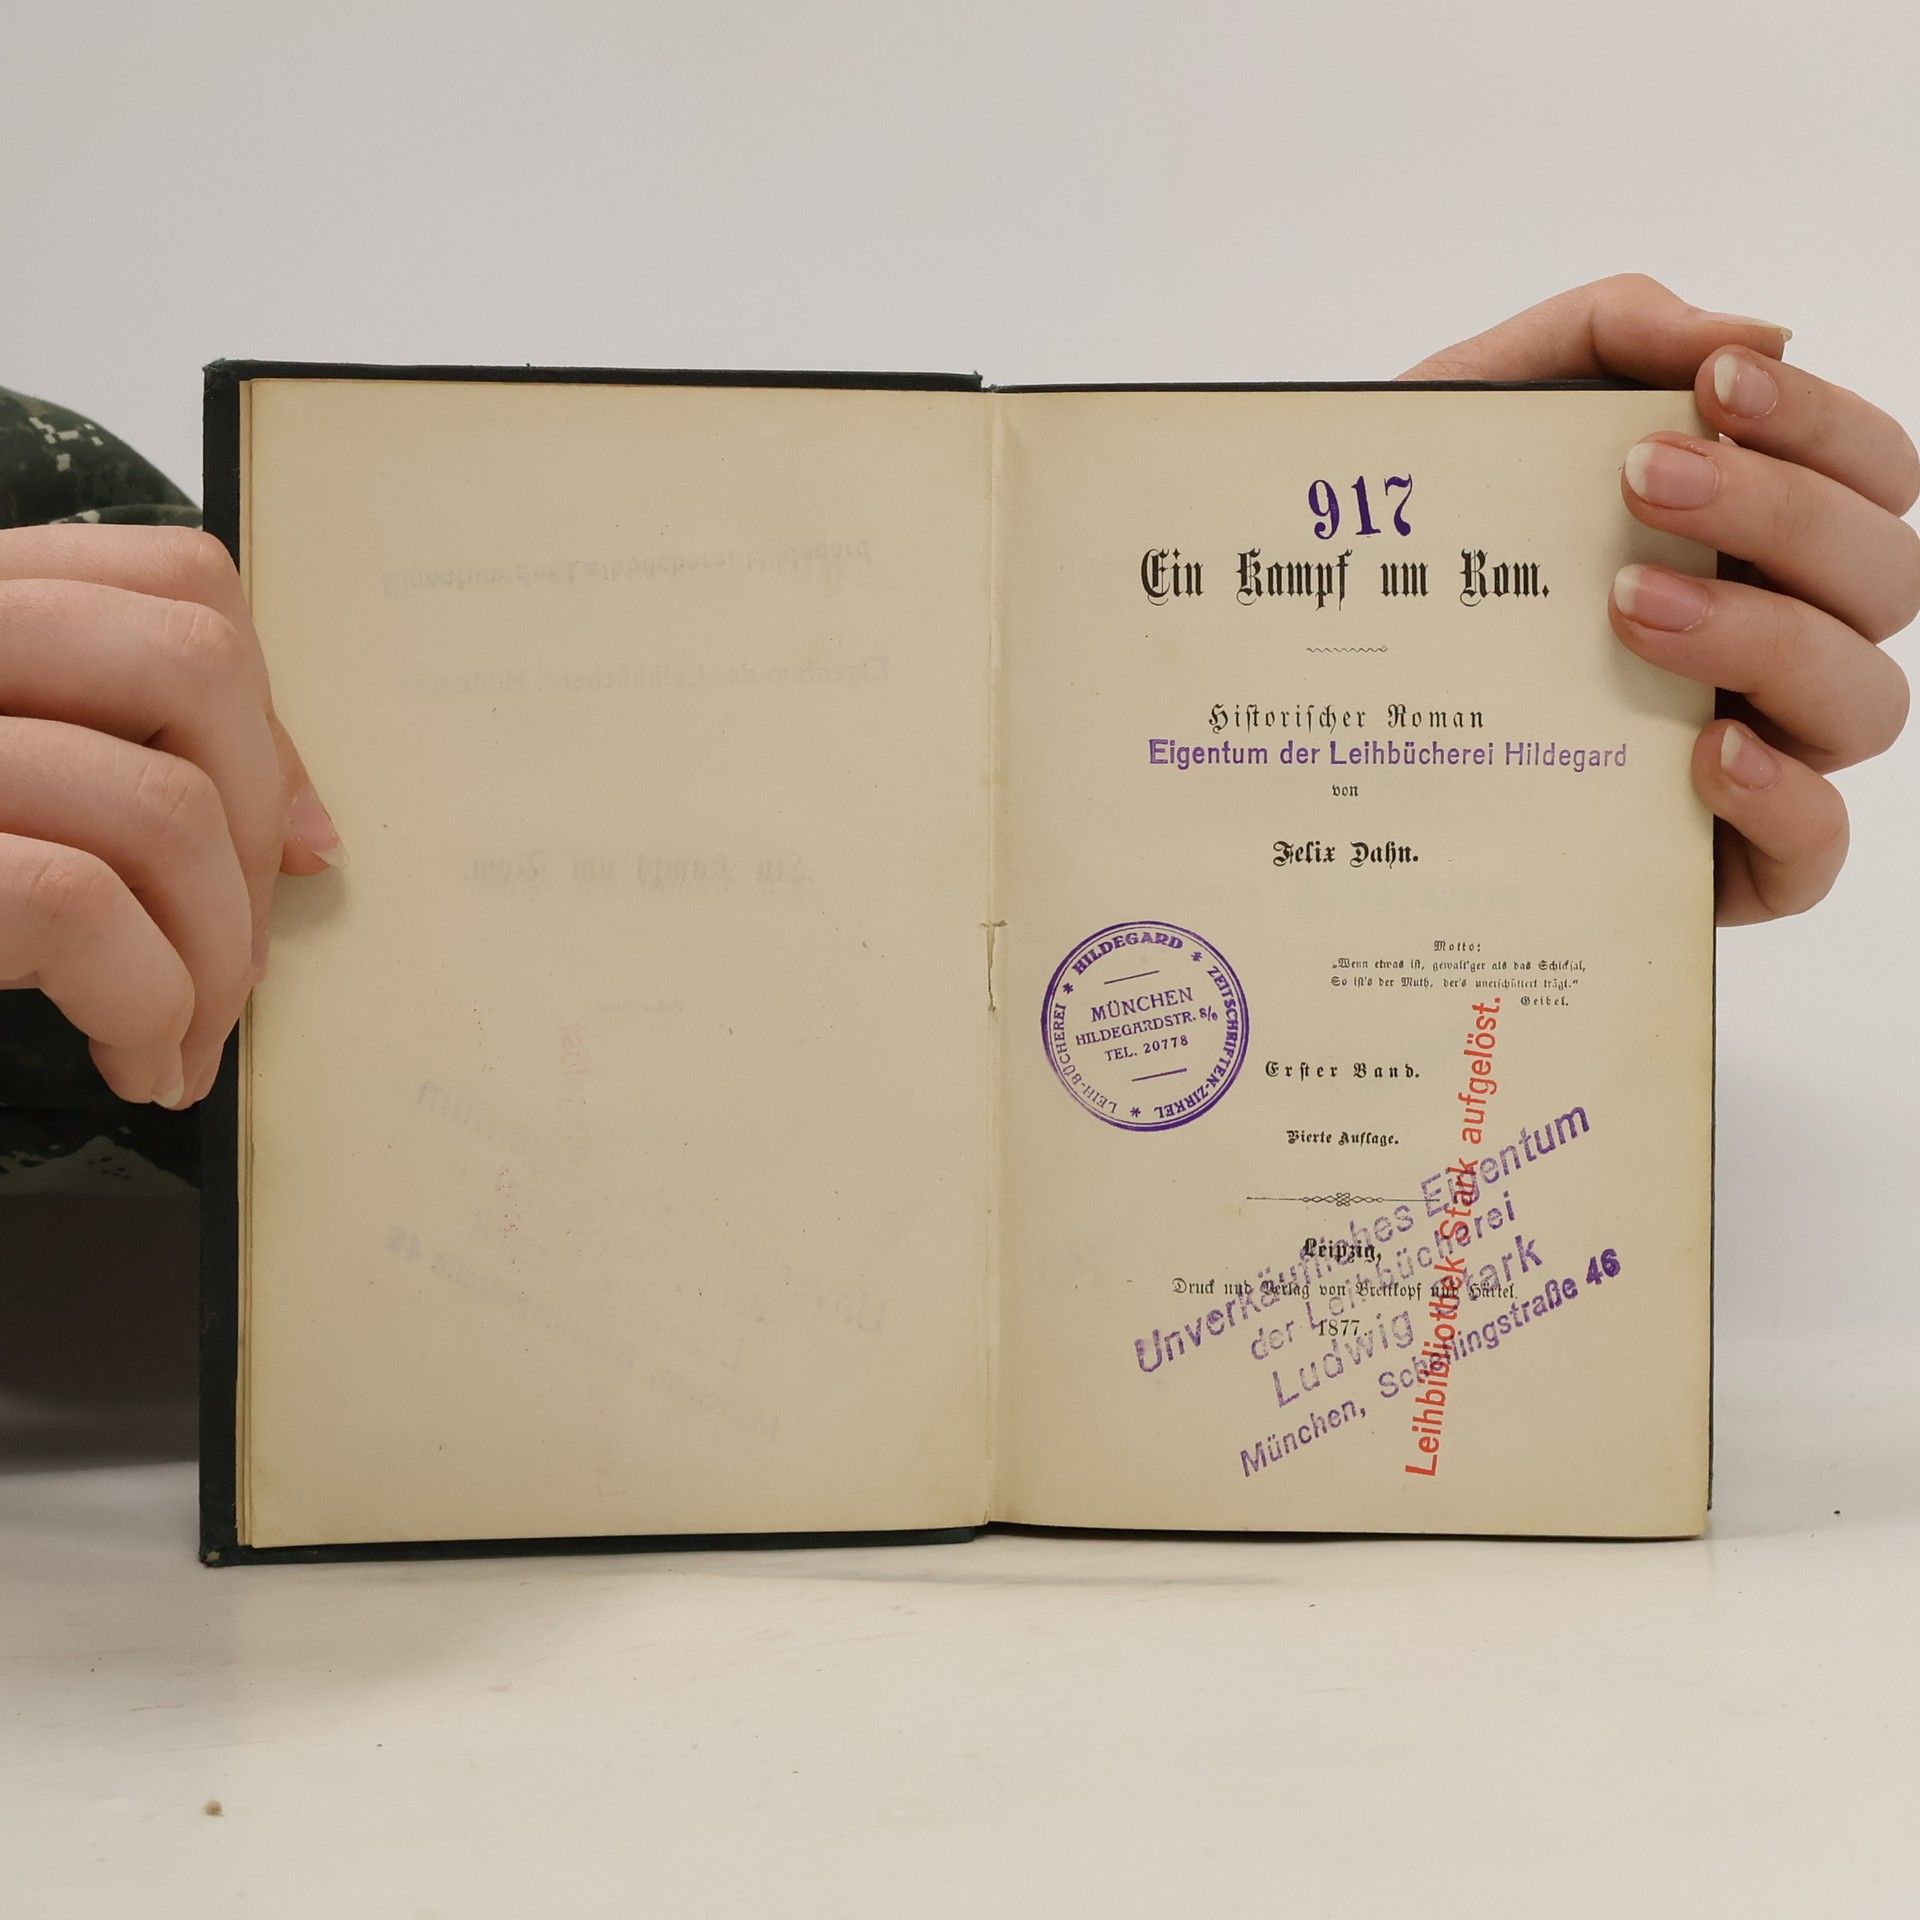 917
Ein Kampf um Rom.
Historischer Roman
Eigentum der Leihbücherei Hildegard
von
Felix Dahn.
Motto:
„Wenn etwas ist, gewalt'ger als das Schicksal,
So ist's der Muth, der's unerschüttert trägt."
Geibel.
* HILDEGARD * ZEITSCHRIFTEN-ZIRKEL * LEIH-BÜCHEREI
MÜNCHEN
HILDEGARDSTR. 8/0
TEL. 20778
Erster Band.
Vierte Auflage.
Leipzig,
Druck und Verlag von Breitkopf und Härtel.
1877
Unverkäufliches Eigentum
der Leihbücherei
Ludwig Stark
München, Schellingstraße 46
Leihbibliothek Stark aufgelöst.